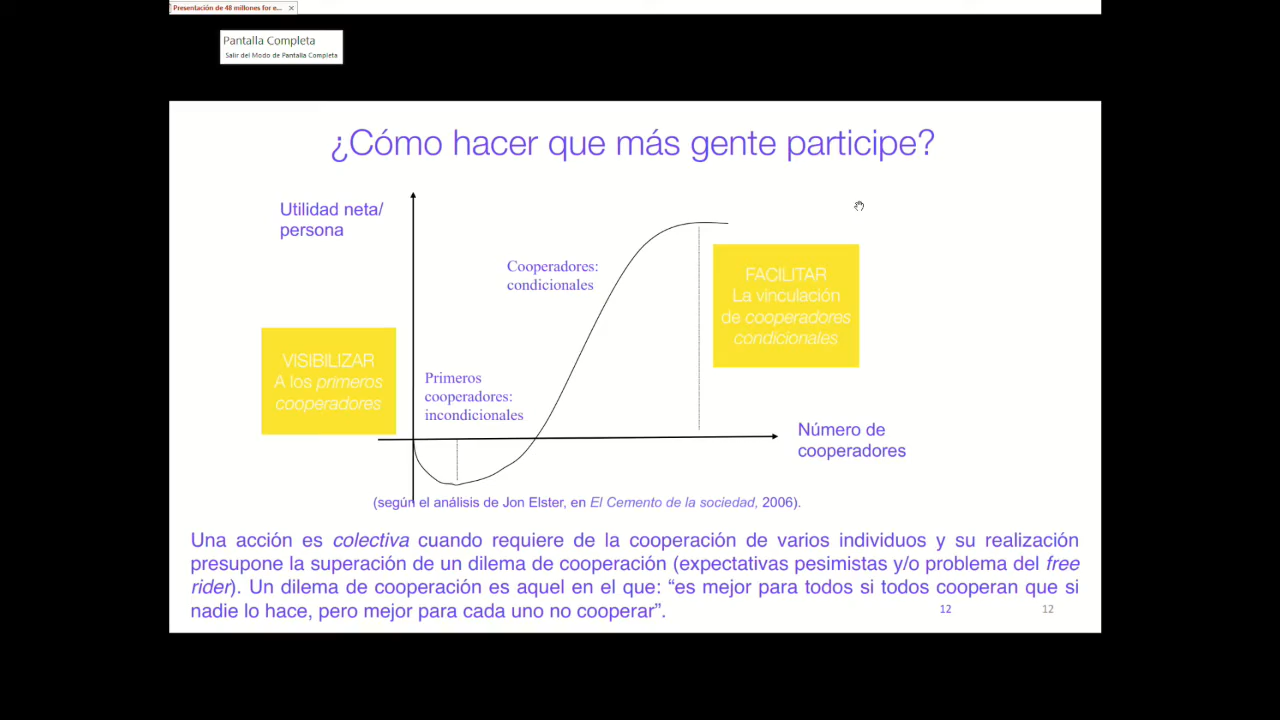 Presentación de 48 millones for e...
Pantalla Completa
Salir del Modo de Pantalla Completa
¿Cómo hacer que más gente participe?
Utilidad neta/
persona
Cooperadores:
condicionales
FACILITAR
La vinculación
de cooperadores
condicionales
VISIBILIZAR
A los primeros
cooperadores
Primeros
cooperadores:
incondicionales
Número de
cooperadores
(según el análisis de Jon Elster, en El Cemento de la sociedad, 2006).
Una acción es colectiva cuando requiere de la cooperación de varios individuos y su realización
presupone la superación de un dilema de cooperación (expectativas pesimistas y/o problema del free
rider). Un dilema de cooperación es aquel en el que: “es mejor para todos si todos cooperan que si
nadie lo hace, pero mejor para cada uno no cooperar”.
12
12